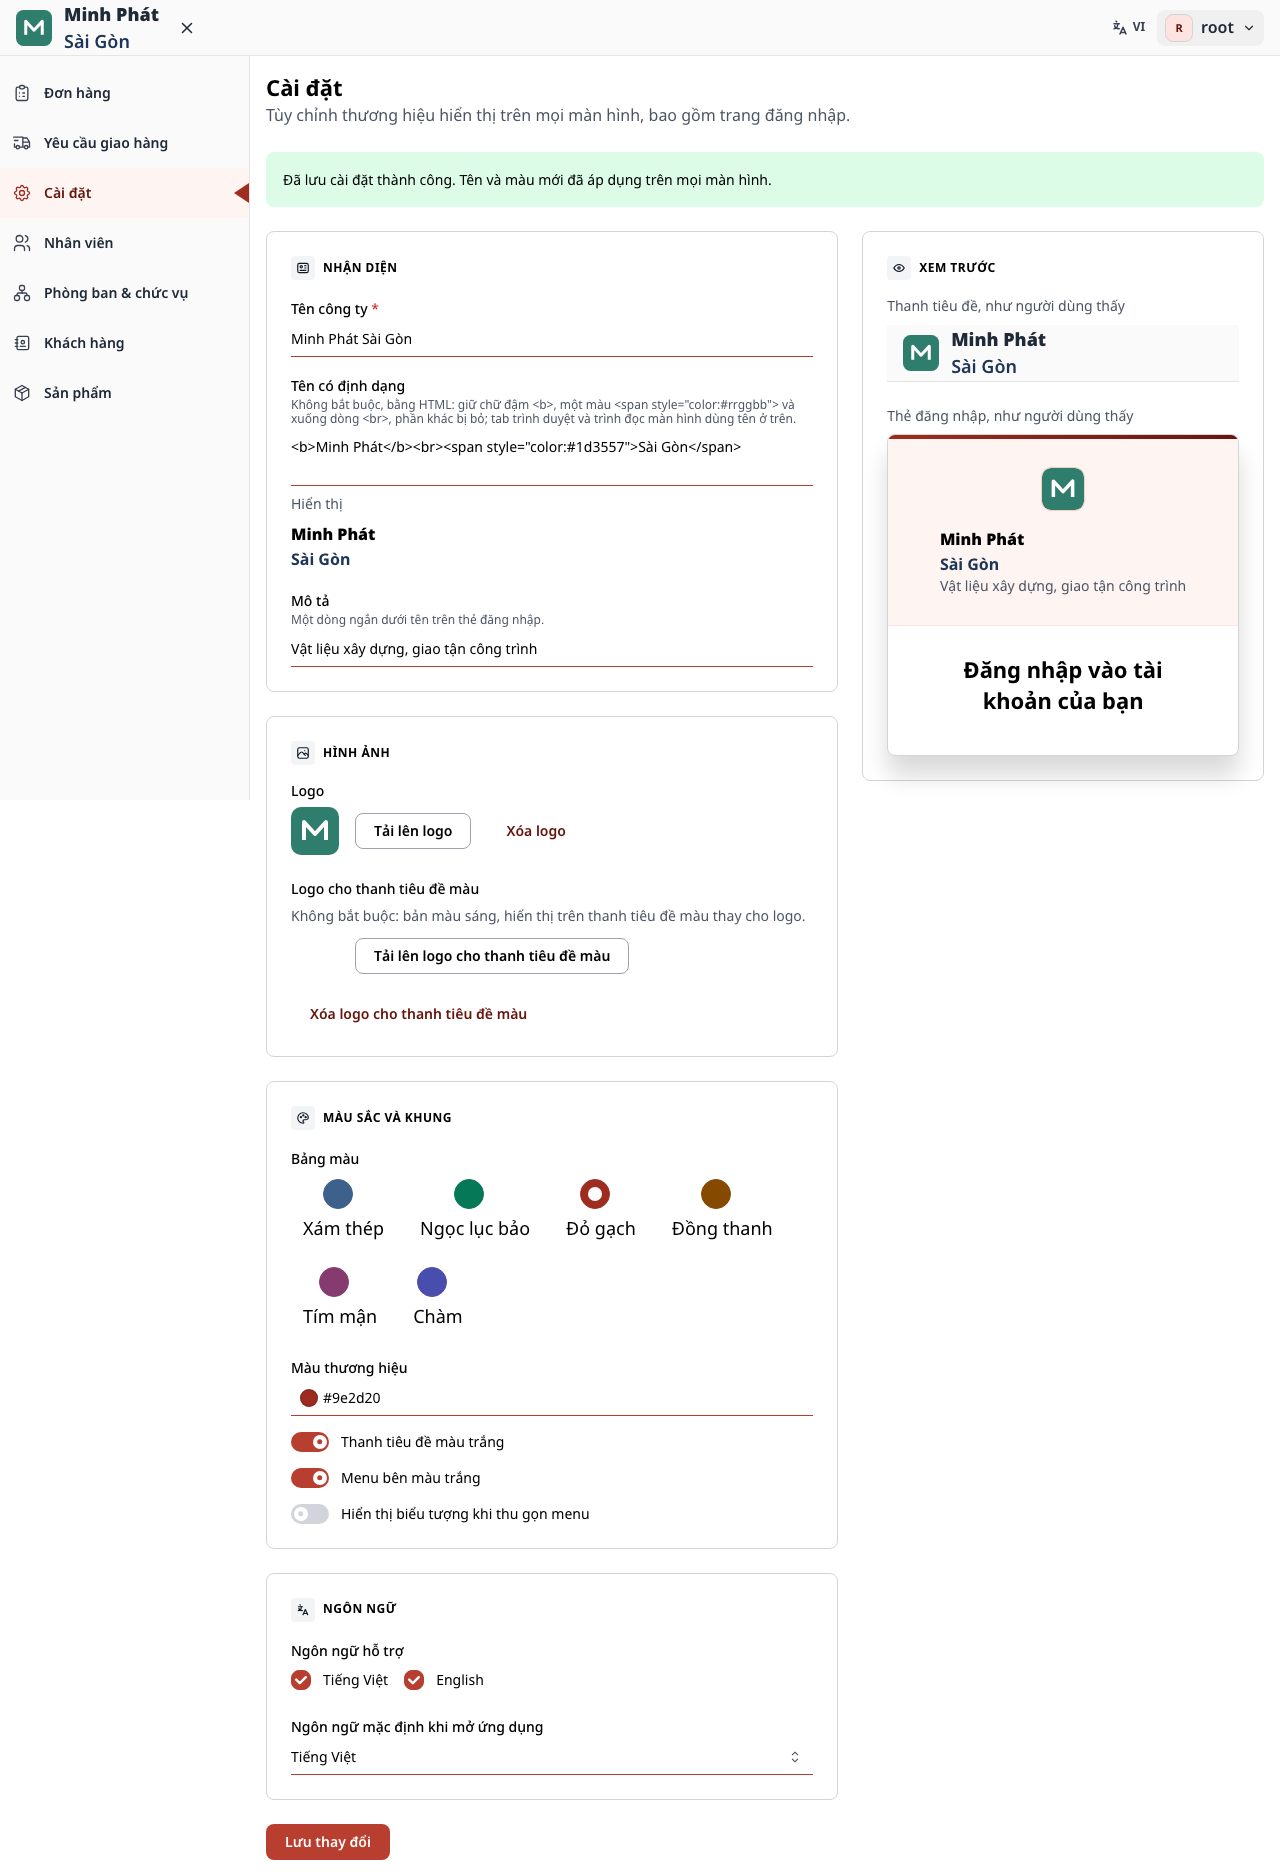 Minh Phát
Sài Gòn
VI
R
root
Đơn hàng
Yêu cầu giao hàng
Cài đặt
Nhân viên
Phòng ban & chức vụ
Khách hàng
Sản phẩm
Cài đặt
Tùy chỉnh thương hiệu hiển thị trên mọi màn hình, bao gồm trang đăng nhập.
Đã lưu cài đặt thành công. Tên và màu mới đã áp dụng trên mọi màn hình.
NHẬN DIỆN
Tên công ty *
Minh Phát Sài Gòn
Tên có định dạng
Không bắt buộc, bằng HTML: giữ chữ đậm <b>, một màu <span style="color:#rrggbb"> và
xuống dòng <br>, phần khác bị bỏ; tab trình duyệt và trình đọc màn hình dùng tên ở trên.
<b>Minh Phát</b><br><span style="color:#1d3557">Sài Gòn</span>
Hiển thị
Minh Phát
Sài Gòn
Mô tả
Một dòng ngắn dưới tên trên thẻ đăng nhập.
Vật liệu xây dựng, giao tận công trình
HÌNH ẢNH
Logo
Tải lên logo
Xóa logo
Logo cho thanh tiêu đề màu
Không bắt buộc: bản màu sáng, hiển thị trên thanh tiêu đề màu thay cho logo.
Tải lên logo cho thanh tiêu đề màu
Xóa logo cho thanh tiêu đề màu
MÀU SẮC VÀ KHUNG
Bảng màu
Xám thép
Ngọc lục bảo
Đỏ gạch
Đồng thanh
Tím mận
Chàm
Màu thương hiệu
#9e2d20
Thanh tiêu đề màu trắng
Menu bên màu trắng
Hiển thị biểu tượng khi thu gọn menu
NGÔN NGỮ
Ngôn ngữ hỗ trợ
Tiếng Việt
English
Ngôn ngữ mặc định khi mở ứng dụng
Tiếng Việt
Lưu thay đổi
XEM TRƯỚC
Thanh tiêu đề, như người dùng thấy
Minh Phát
Sài Gòn
Thẻ đăng nhập, như người dùng thấy
Minh Phát
Sài Gòn
Vật liệu xây dựng, giao tận công trình
Đăng nhập vào tài
khoản của bạn